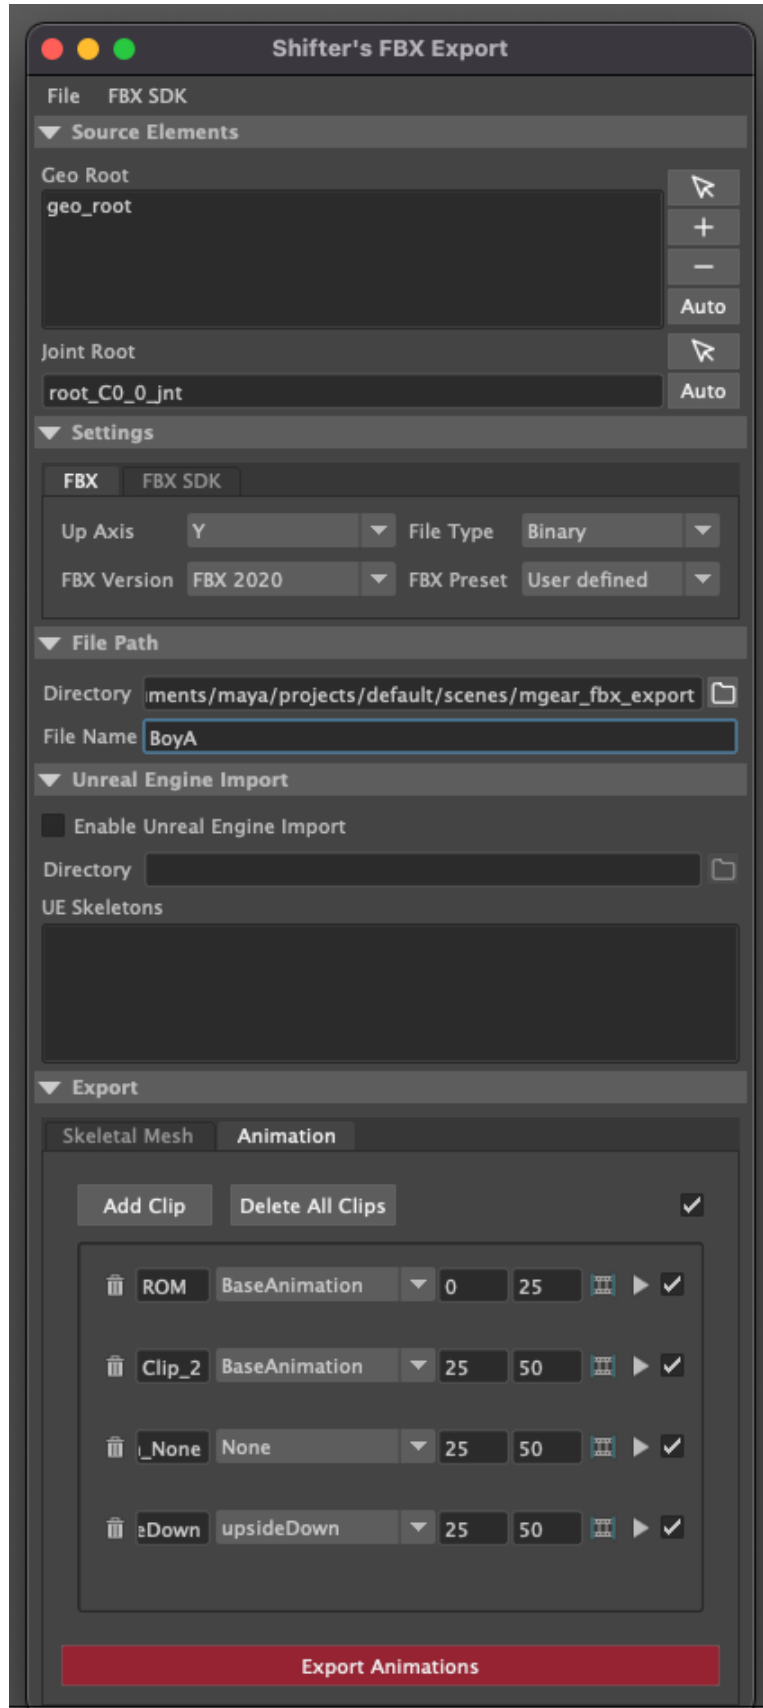 Shifter's FBX Export
File FBX SDK
Source Elements
Geo Root
geo_root
Auto
Joint Root
root_C0_0_jnt
Auto
Settings
FBX FBX SDK
Up Axis Y File Type Binary
FBX Version FBX 2020 FBX Preset User defined
File Path
Directory ments/maya/projects/default/scenes/mgear_fbx_export
File Name BoyA
Unreal Engine Import
Enable Unreal Engine Import
Directory
UE Skeletons
Export
Skeletal Mesh Animation
Add Clip Delete All Clips
ROM BaseAnimation 0 25
Clip_2 BaseAnimation 25 50
_None None 25 50
eDown upsideDown 25 50
Export Animations